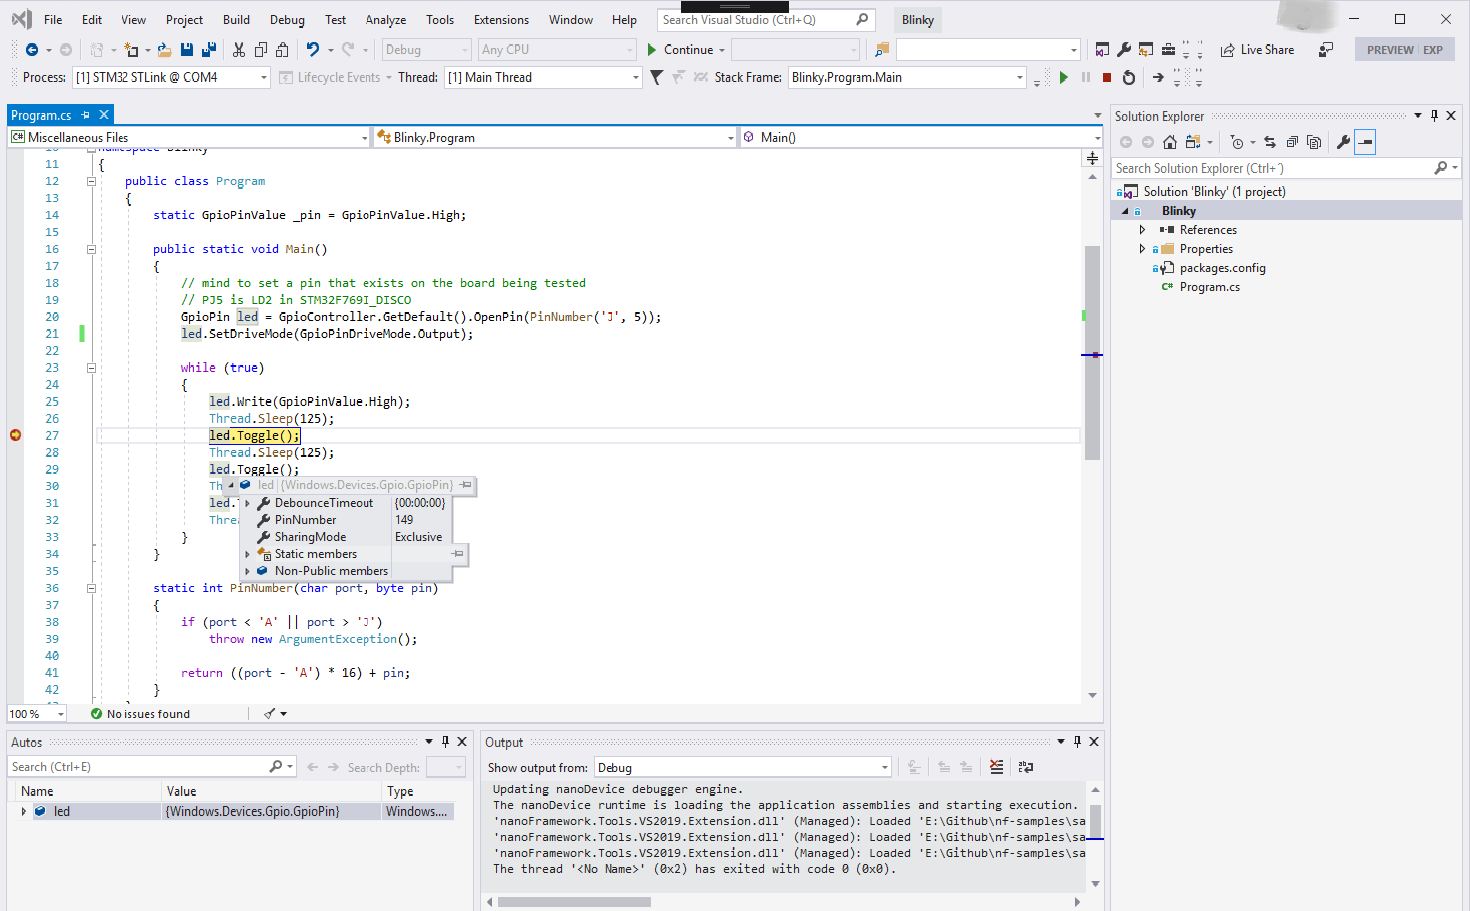 File Edit View Project Build Debug Test Analyze Tools Extensions Window Help Search Visual Studio (Ctrl+Q) Blinky
Debug Any CPU Continue Live Share PREVIEW EXP
Process: [1] STM32 STLink @ COM4 Lifecycle Events Thread: [1] Main Thread Stack Frame: Blinky.Program.Main
Program.cs
C# Miscellaneous Files Blinky.Program Main()
10 namespace Blinky
11 {
12 public class Program
13 {
14 static GpioPinValue _pin = GpioPinValue.High;
15
16 public static void Main()
17 {
18 // mind to set a pin that exists on the board being tested
19 // PJ5 is LD2 in STM32F769I_DISCO
20 GpioPin led = GpioController.GetDefault().OpenPin(PinNumber('J', 5));
21 led.SetDriveMode(GpioPinDriveMode.Output);
22
23 while (true)
24 {
25 led.Write(GpioPinValue.High);
26 Thread.Sleep(125);
27 led.Toggle();
28 Thread.Sleep(125);
29 led.Toggle();
30 Th
led {Windows.Devices.Gpio.GpioPin}
31 led.
DebounceTimeout {00:00:00}
32 Threa
PinNumber 149
33 }
SharingMode Exclusive
34 }
Static members
35
Non-Public members
36 static int PinNumber(char port, byte pin)
37 {
38 if (port < 'A' || port > 'J')
39 throw new ArgumentException();
40
41 return ((port - 'A') * 16) + pin;
42 }
100 % No issues found
Solution Explorer
Search Solution Explorer (Ctrl+¨)
Solution 'Blinky' (1 project)
Blinky
References
Properties
packages.config
C# Program.cs
Autos
Search (Ctrl+E) Search Depth:
Name Value Type
led {Windows.Devices.Gpio.GpioPin} Windows....
Output
Show output from: Debug
Updating nanoDevice debugger engine.
The nanoDevice runtime is loading the application assemblies and starting execution.
'nanoFramework.Tools.VS2019.Extension.dll' (Managed): Loaded 'E:\Github\nf-samples\sa
'nanoFramework.Tools.VS2019.Extension.dll' (Managed): Loaded 'E:\Github\nf-samples\sa
'nanoFramework.Tools.VS2019.Extension.dll' (Managed): Loaded 'E:\Github\nf-samples\sa
The thread '<No Name>' (0x2) has exited with code 0 (0x0).